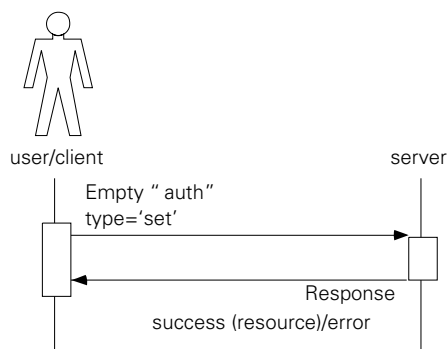 user/client
server
Empty “ auth”
type=‘set’
Response
success (resource)/error